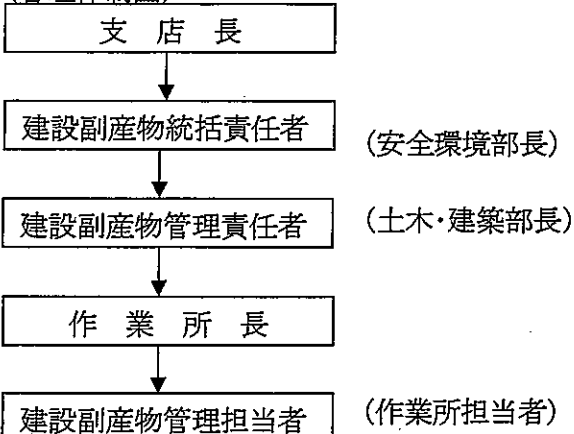 支店長
建設副産物統括責任者
(安全環境部長)
建設副産物管理責任者
(土木・建築部長)
作業所長
建設副産物管理担当者
(作業所担当者)